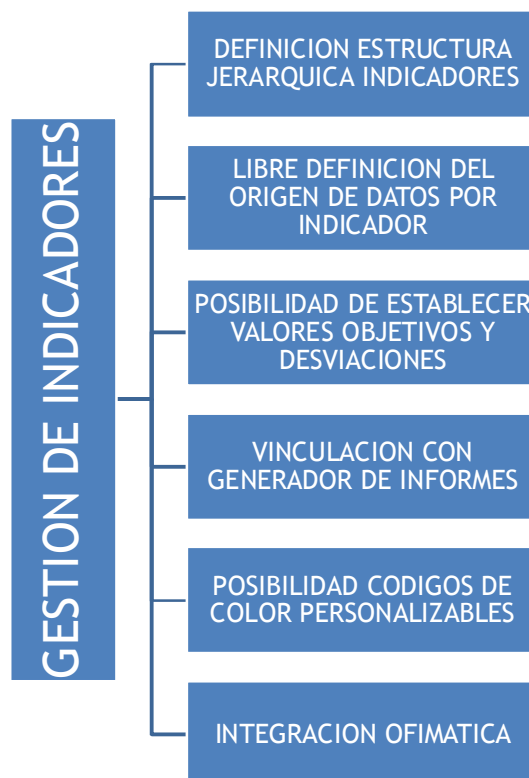 GESTION DE INDICADORES
DEFINICION ESTRUCTURA
JERARQUICA INDICADORES
LIBRE DEFINICION DEL
ORIGEN DE DATOS POR
INDICADOR
POSIBILIDAD DE ESTABLECER
VALORES OBJETIVOS Y
DESVIACIONES
VINCULACION CON
GENERADOR DE INFORMES
POSIBILIDAD CODIGOS DE
COLOR PERSONALIZABLES
INTEGRACION OFIMATICA